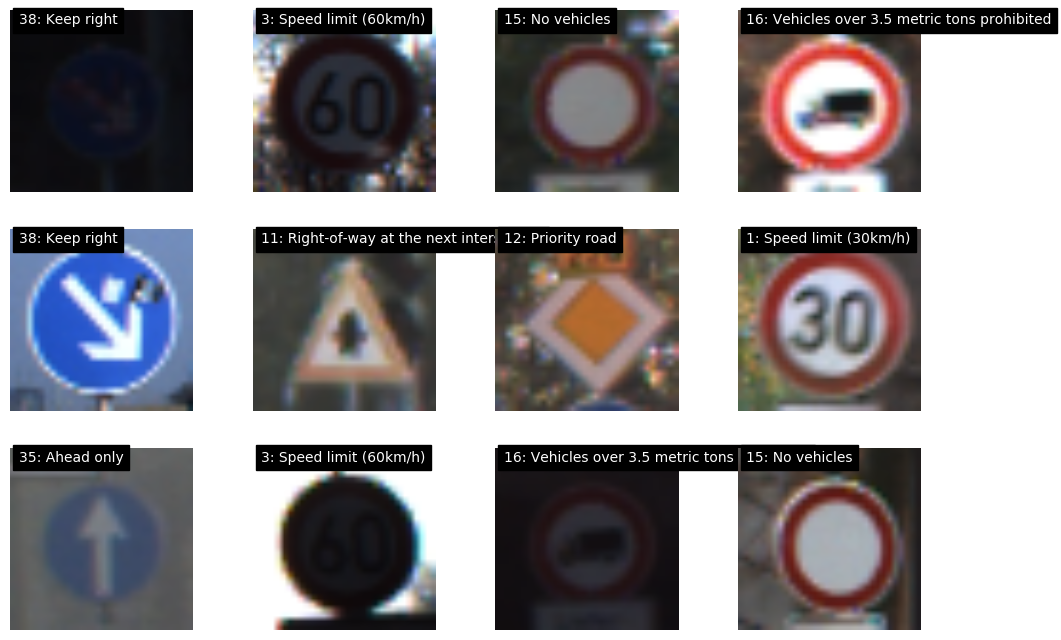 38: Keep right
3: Speed limit (60km/h)
15: No vehicles
16: Vehicles over 3.5 metric tons prohibited
60
38: Keep right
11: Right-of-way at the next inter
12: Priority road
1: Speed limit (30km/h)
30
35: Ahead only
3: Speed limit (60km/h)
16: Vehicles over 3.5 metric tons
15: No vehicles
60